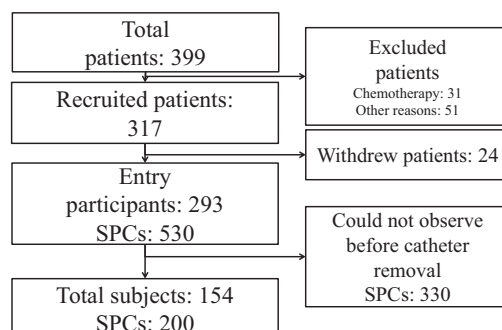 Total
patients: 399
Excluded
patients
Chemotherapy: 31
Other reasons: 51
Recruited patients:
317
Withdrew patients: 24
Entry
participants: 293
SPCs: 530
Could not observe
before catheter
removal
SPCs: 330
Total subjects: 154
SPCs: 200